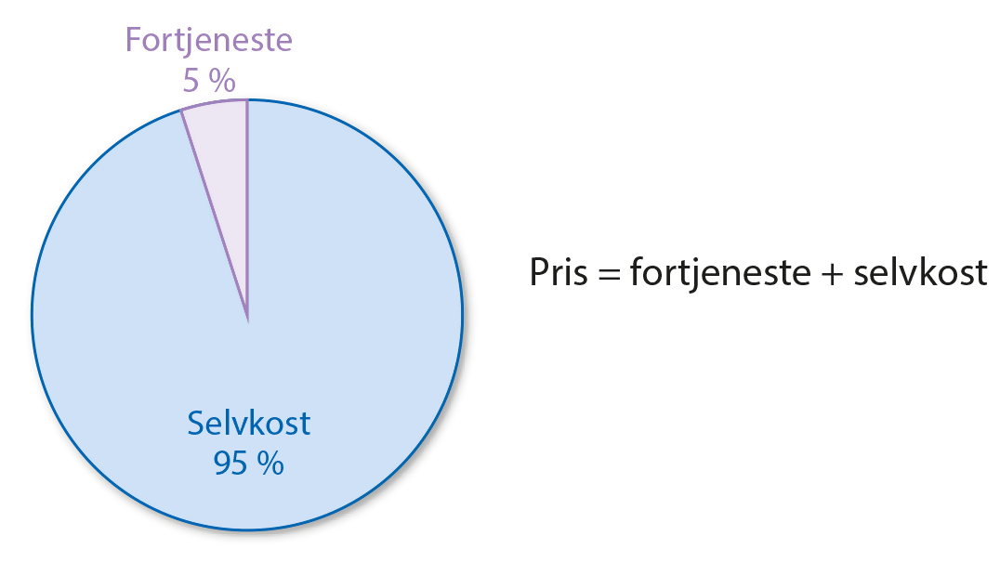 Fortjeneste
5 %
Pris = fortjeneste + selvkost
Selvkost
95 %